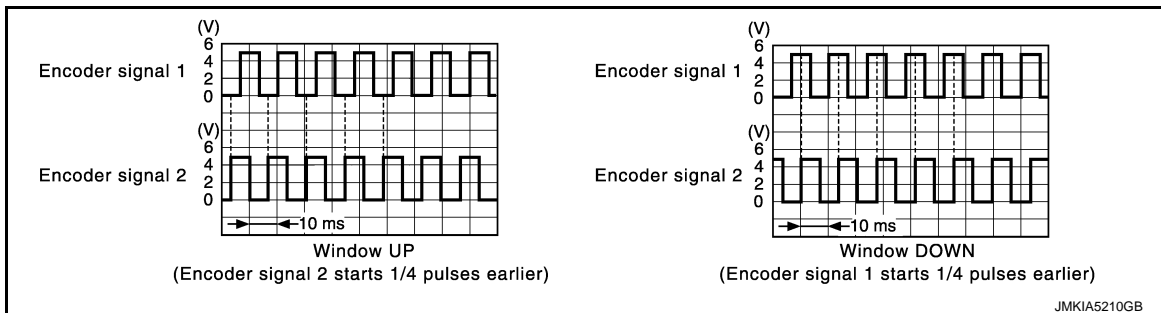 (V)
6
4
2
0
Encoder signal 1
(V)
6
4
2
0
Encoder signal 2
10 ms
Window UP
(Encoder signal 2 starts 1/4 pulses earlier)
(V)
6
4
2
0
Encoder signal 1
(V)
6
4
2
0
Encoder signal 2
10 ms
Window DOWN
(Encoder signal 1 starts 1/4 pulses earlier)
JMKIA5210GB